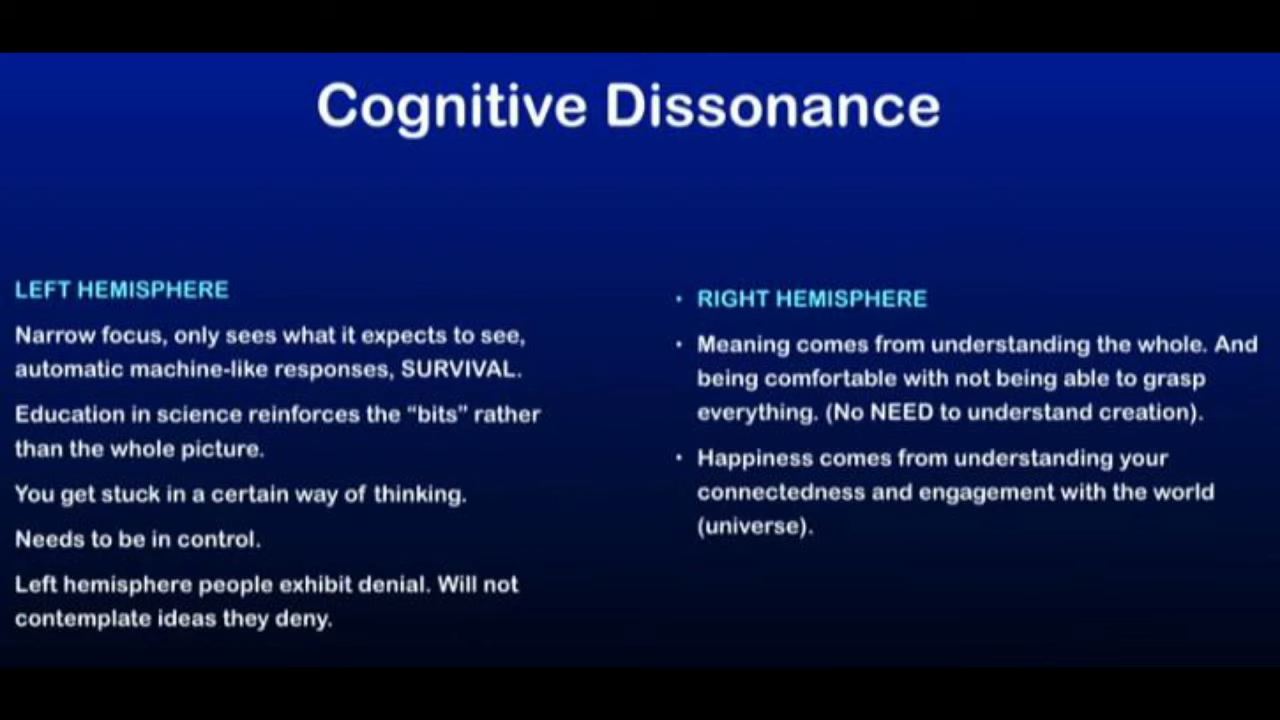 Cognitive Dissonance
LEFT HEMISPHERE
Narrow focus, only sees what it expects to see,
automatic machine-like responses, SURVIVAL.
Education in science reinforces the “bits” rather
than the whole picture.
You get stuck in a certain way of thinking.
Needs to be in control.
Left hemisphere people exhibit denial. Will not
contemplate ideas they deny.
• RIGHT HEMISPHERE
• Meaning comes from understanding the whole. And
being comfortable with not being able to grasp
everything. (No NEED to understand creation).
• Happiness comes from understanding your
connectedness and engagement with the world
(universe).